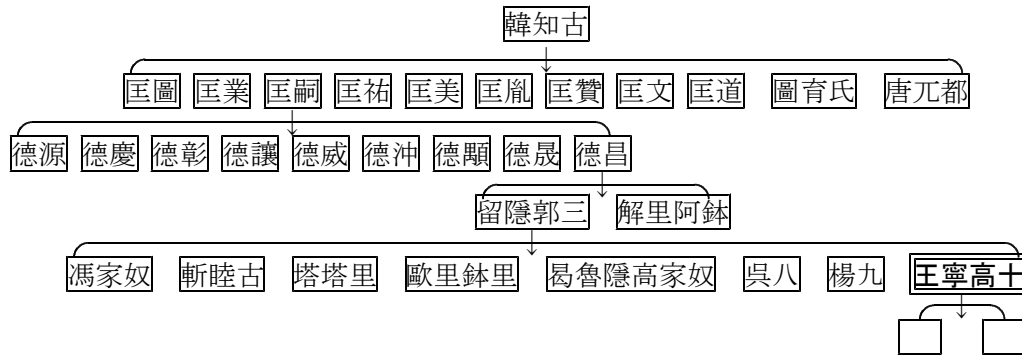 韓知古
匡圖 匡業 匡嗣 匡祐 匡美 匡胤 匡贊 匡文 匡道 圖育氏 唐兀都
德源 德慶 德彰 德讓 德威 德沖 德顒 德晟 德昌
留隱郭三 解里阿鉢
馮家奴 斬睦古 塔塔里 歐里鉢里 曷魯隱高家奴 吳八 楊九 王寧高十